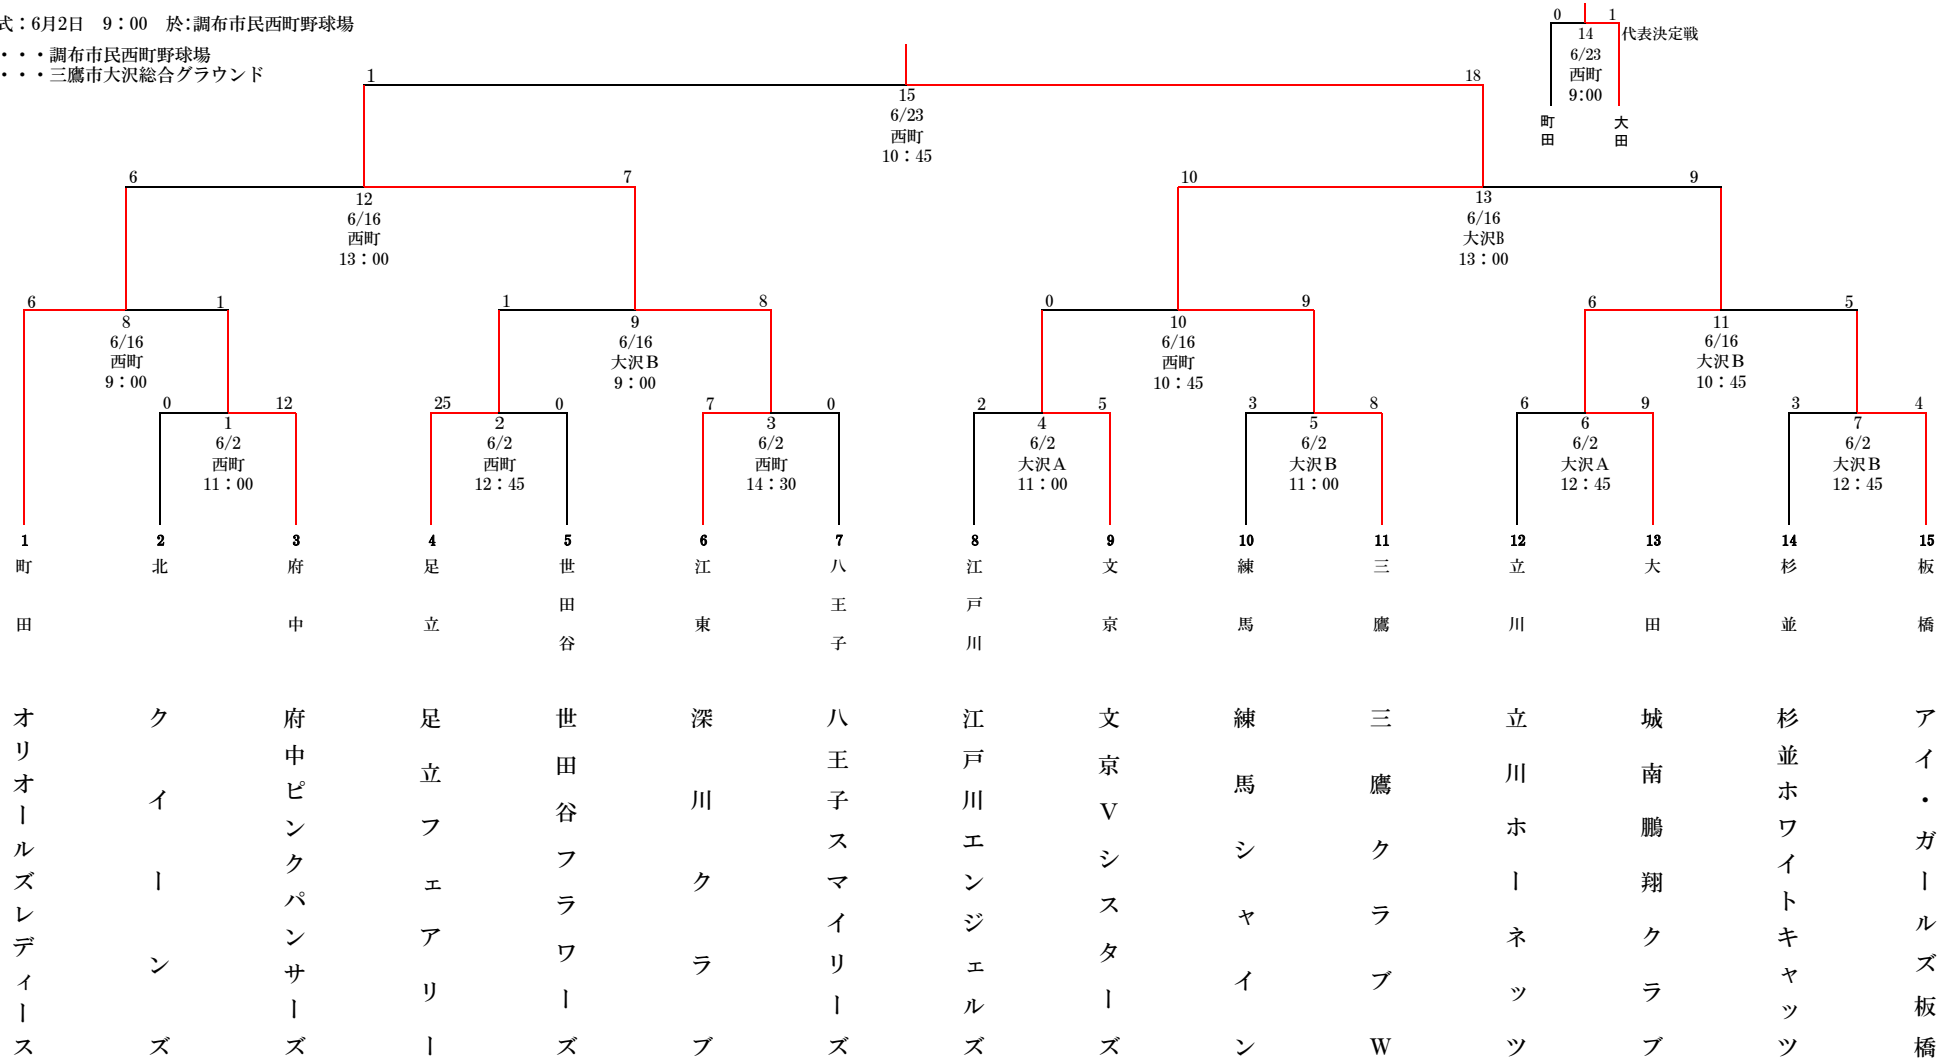 式：6月2日　9：00　於：調布市民西町野球場
・・・調布市民西町野球場
・・・三鷹市大沢総合グラウンド
0 1
14
6/23
西町
9:00
代表決定戦
町田
大田
1 18
15
6/23
西町
10：45
6 7
12
6/16
西町
13：00
10 9
13
6/16
大沢B
13：00
6 1
8
6/16
西町
9：00
1 8
9
6/16
大沢B
9：00
0 9
10
6/16
西町
10：45
6 5
11
6/16
大沢B
10：45
0 12
1
6/2
西町
11：00
25 0
2
6/2
西町
12：45
7 0
3
6/2
西町
14：30
2 5
4
6/2
大沢A
11：00
3 8
5
6/2
大沢B
11：00
6 9
6
6/2
大沢A
12：45
3 4
7
6/2
大沢B
12：45
1
町田
オリオールズレディース
2
北
クイーンズ
3
府中
府中ピンクパンサーズ
4
足立
足立フェアリー
5
世田谷
世田谷フラワーズ
6
江東
深川クラブ
7
八王子
八王子スマイリーズ
8
江戸川
江戸川エンジェルズ
9
文京
文京Vシスターズ
10
練馬
練馬シャイン
11
三鷹
三鷹クラブW
12
立川
立川ホーネッツ
13
大田
城南鵬翔クラブ
14
杉並
杉並ホワイトキャッツ
15
板橋
アイ・ガールズ板橋